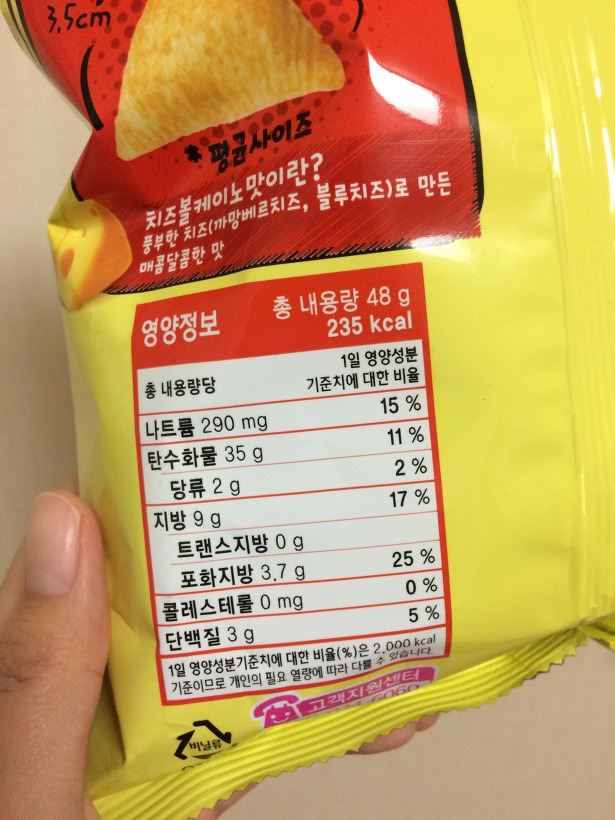 3.5cm
* 평균사이즈
치즈볼케이노맛이란?
풍부한 치즈(까망베르치즈, 블루치즈)로 만든
매콤달콤한 맛
영양정보
총 내용량 48 g
235 kcal
총 내용량당
1일 영양성분
기준치에 대한 비율
나트륨 290 mg 15 %
탄수화물 35 g 11 %
당류 2 g 2 %
지방 9 g 17 %
트랜스지방 0 g
포화지방 3.7 g 25 %
콜레스테롤 0 mg 0 %
단백질 3 g 5 %
1일 영양성분기준치에 대한 비율(%)은 2,000 kcal
기준이므로 개인의 필요 열량에 따라 다를 수 있습니다.
고객지원센터
비닐류